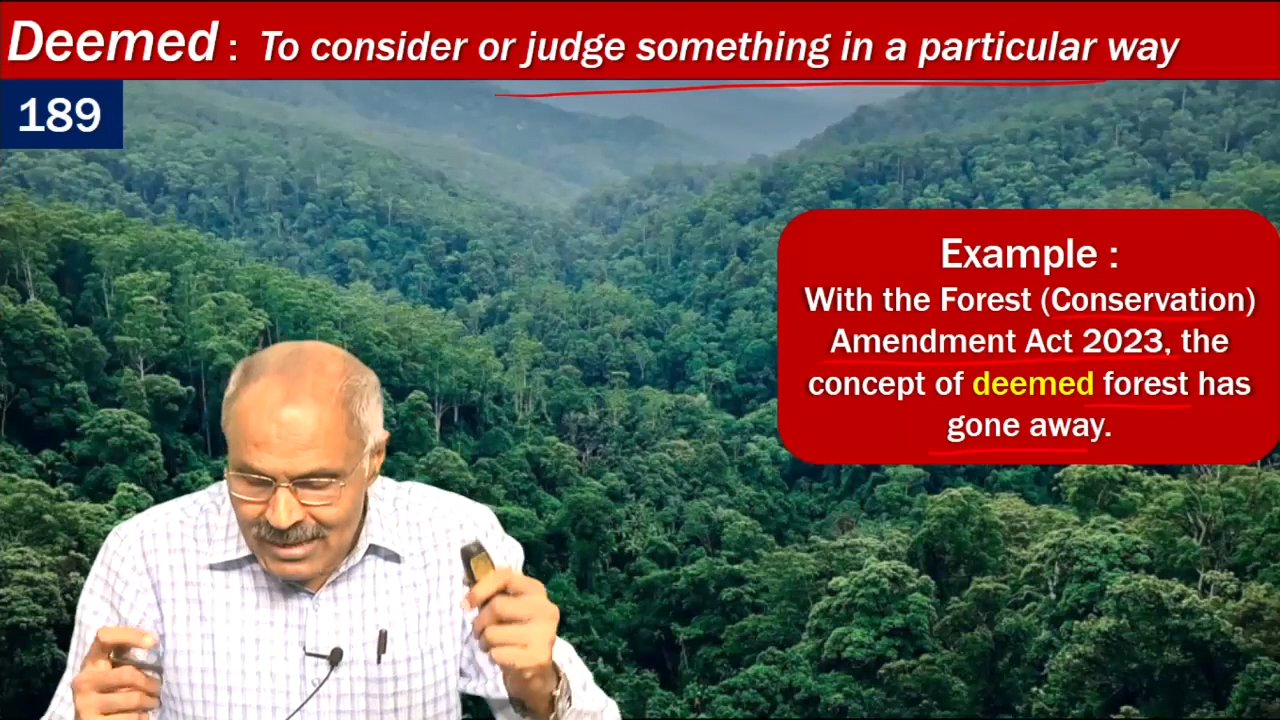 Deemed : To consider or judge something in a particular way
189
Example :
With the Forest (Conservation)
Amendment Act 2023, the
concept of deemed forest has
gone away.